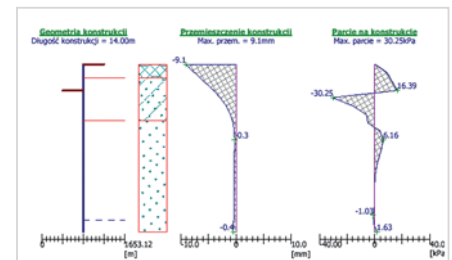 Geometria konstrukcji
Długość konstrukcji = 14.00m
Przemieszczenie konstrukcji
Max. przem. = 9.1mm
Parcie na konstrukcje
Max. parcie = 30.25kPa
-9.1
16.39
-30.25
0.3
6.16
-1.03
-0.4
1.63
0
1653.12
[m]
-10.0
0
10.0
[mm]
-40.00
0
40.0
[kPa